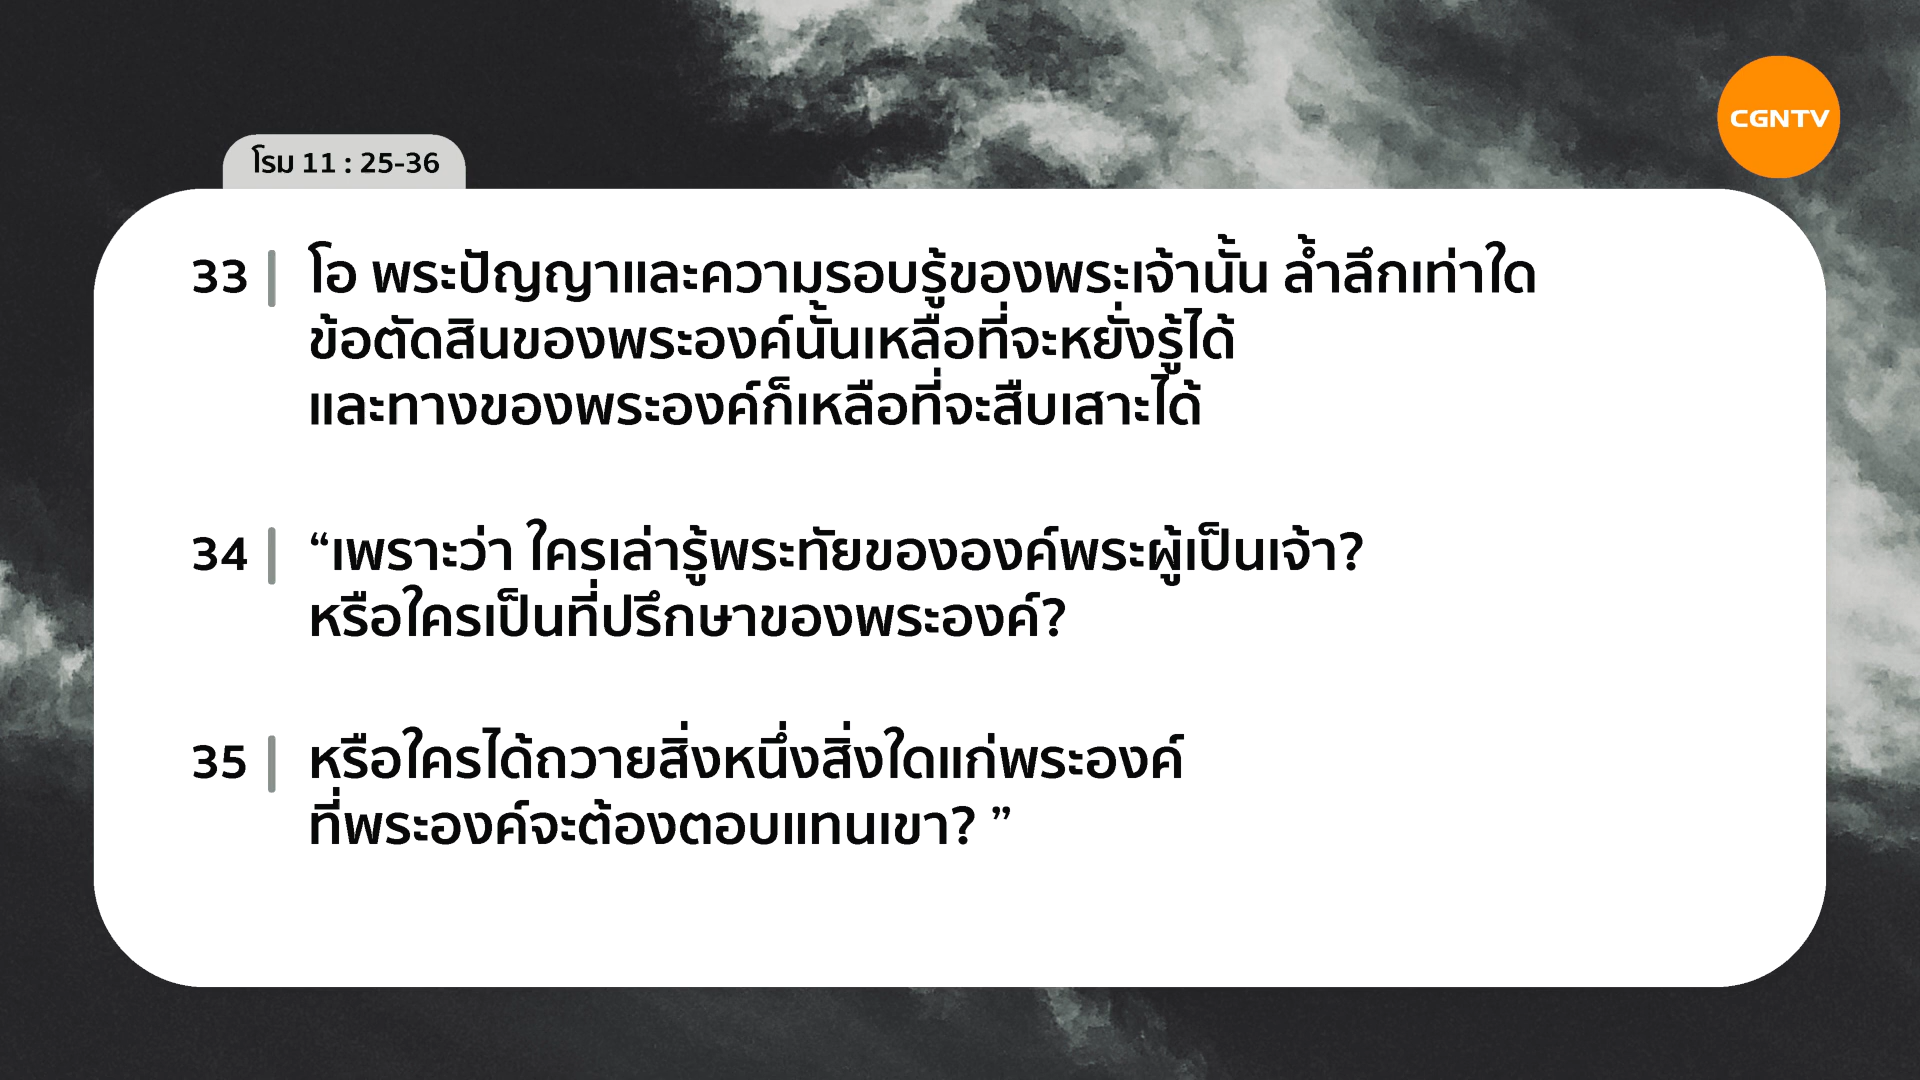 CGNTV
โรม 11 : 25-36
33 โอ พระปัญญาและความรอบรู้ของพระเจ้านั้น ล้ำลึกเท่าใด
ข้อตัดสินของพระองค์นั้นเหลือที่จะหยั่งรู้ได้
และทางของพระองค์ก็เหลือที่จะสืบเสาะได้
34 “เพราะว่า ใครเล่ารู้พระทัยขององค์พระผู้เป็นเจ้า?
หรือใครเป็นที่ปรึกษาของพระองค์?
35 หรือใครได้ถวายสิ่งหนึ่งสิ่งใดแก่พระองค์
ที่พระองค์จะต้องตอบแทนเขา? ”